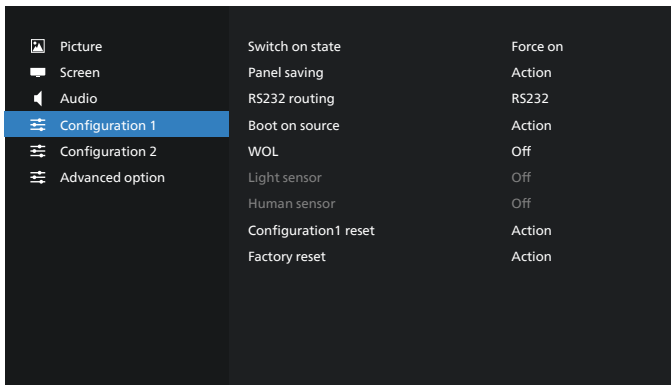 Picture
Screen
Audio
Configuration 1
Configuration 2
Advanced option
Switch on state Force on
Panel saving Action
RS232 routing RS232
Boot on source Action
WOL Off
Light sensor Off
Human sensor Off
Configuration1 reset Action
Factory reset Action